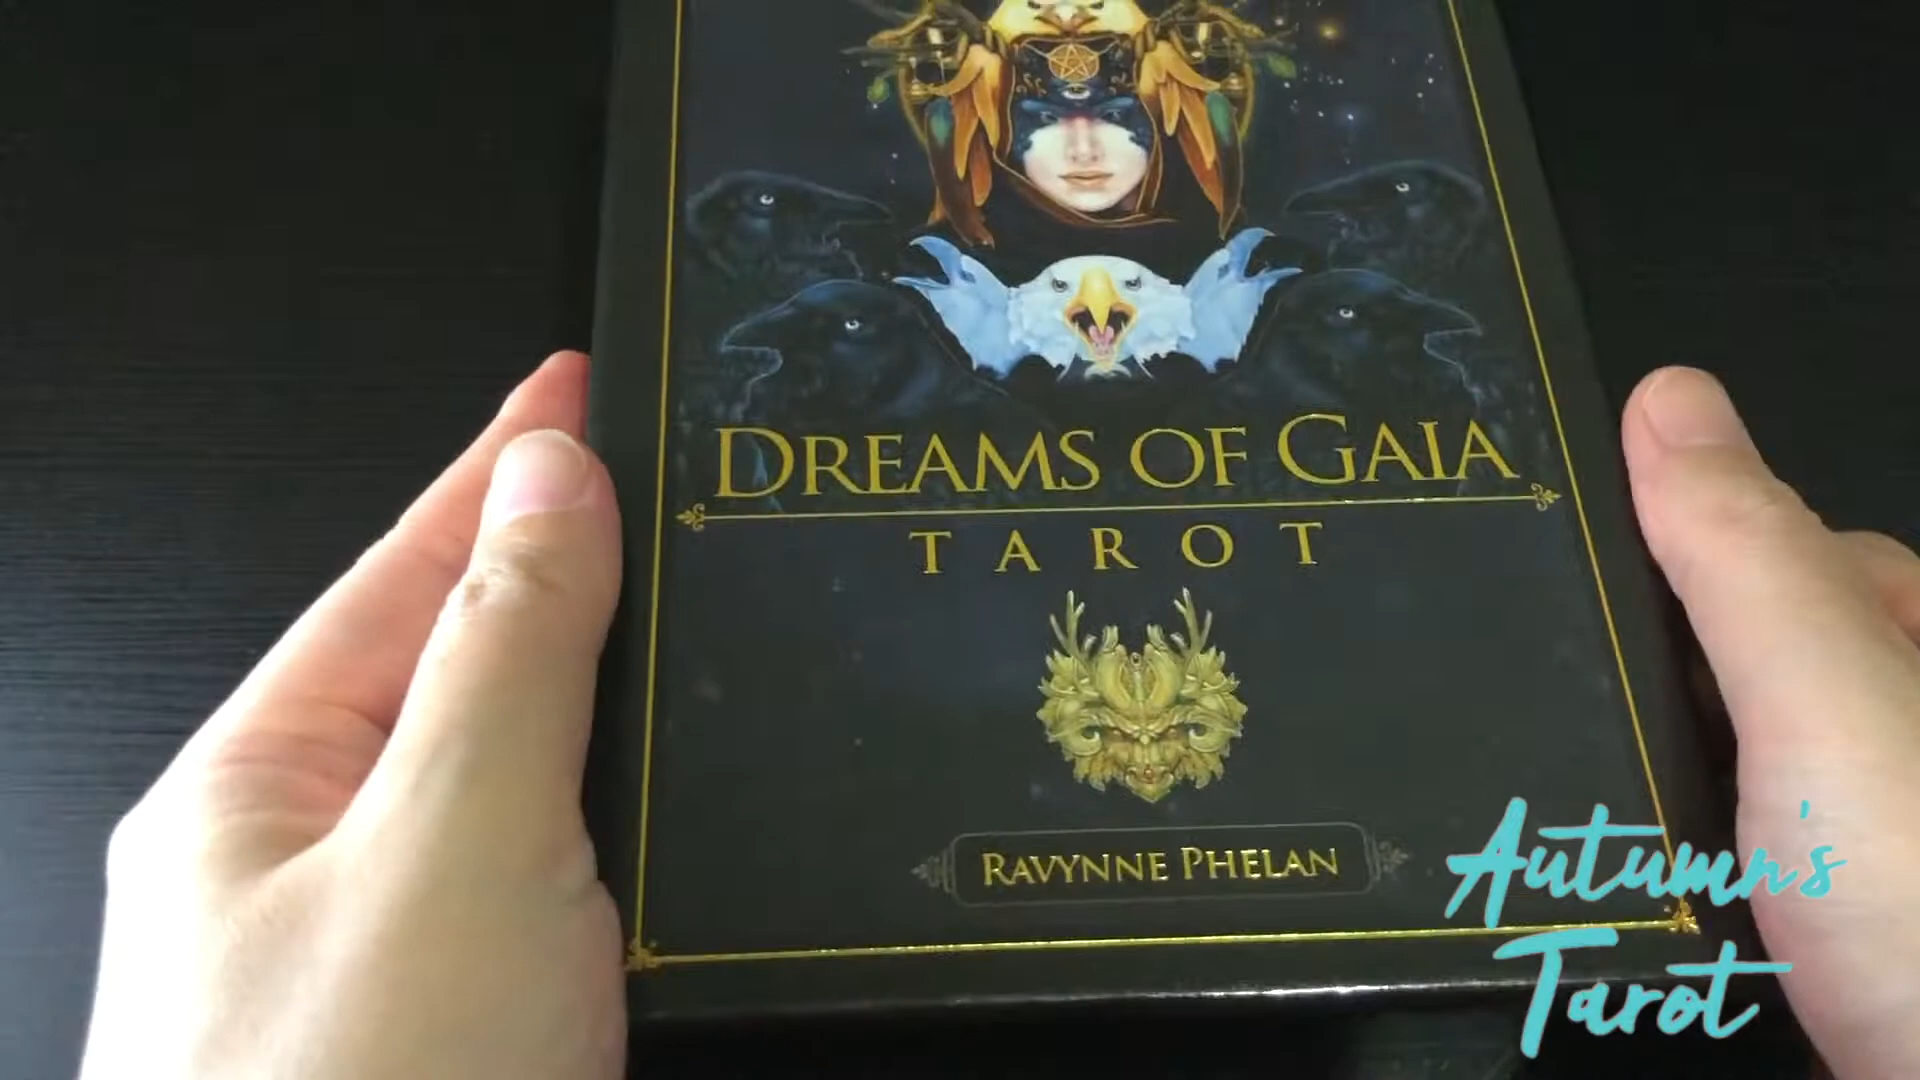 DREAMS OF GAIA
TAROT
RAVYNNE PHELAN
Autumn's
Tarot